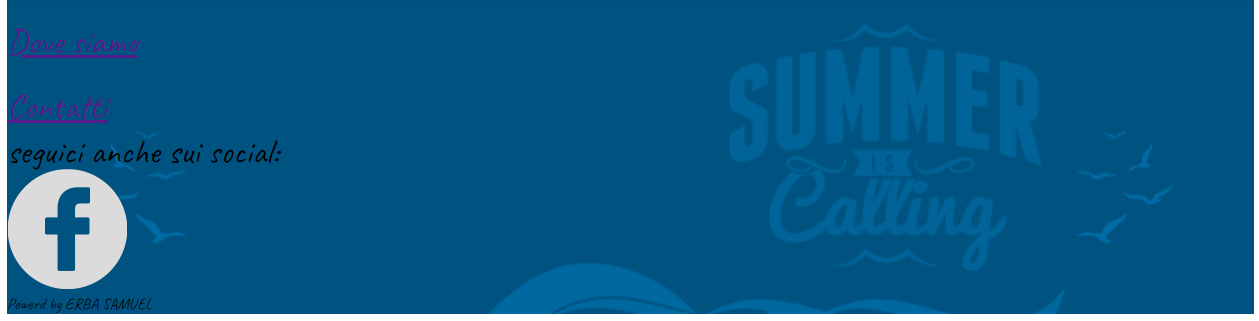 Dove siamo
Contatti
seguici anche sui social:
f
Powerd by ERBA SAMUEL
SUMMER
IS
Calling